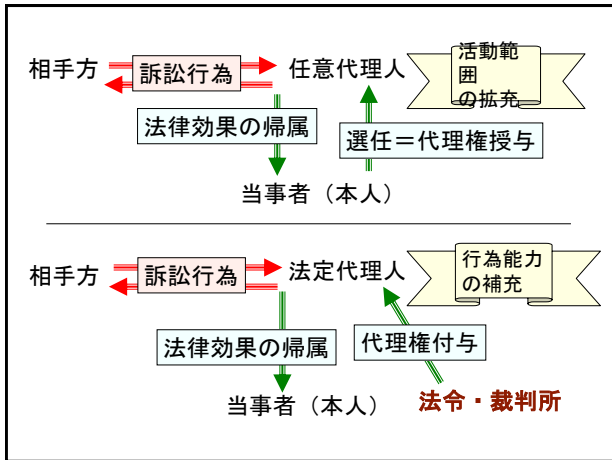 相手方
訴訟行為
任意代理人
活動範
囲
の拡充
法律効果の帰属
選任＝代理権授与
当事者（本人）
相手方
訴訟行為
法定代理人
行為能力
の補充
法律効果の帰属
代理権付与
当事者（本人）
法令・裁判所